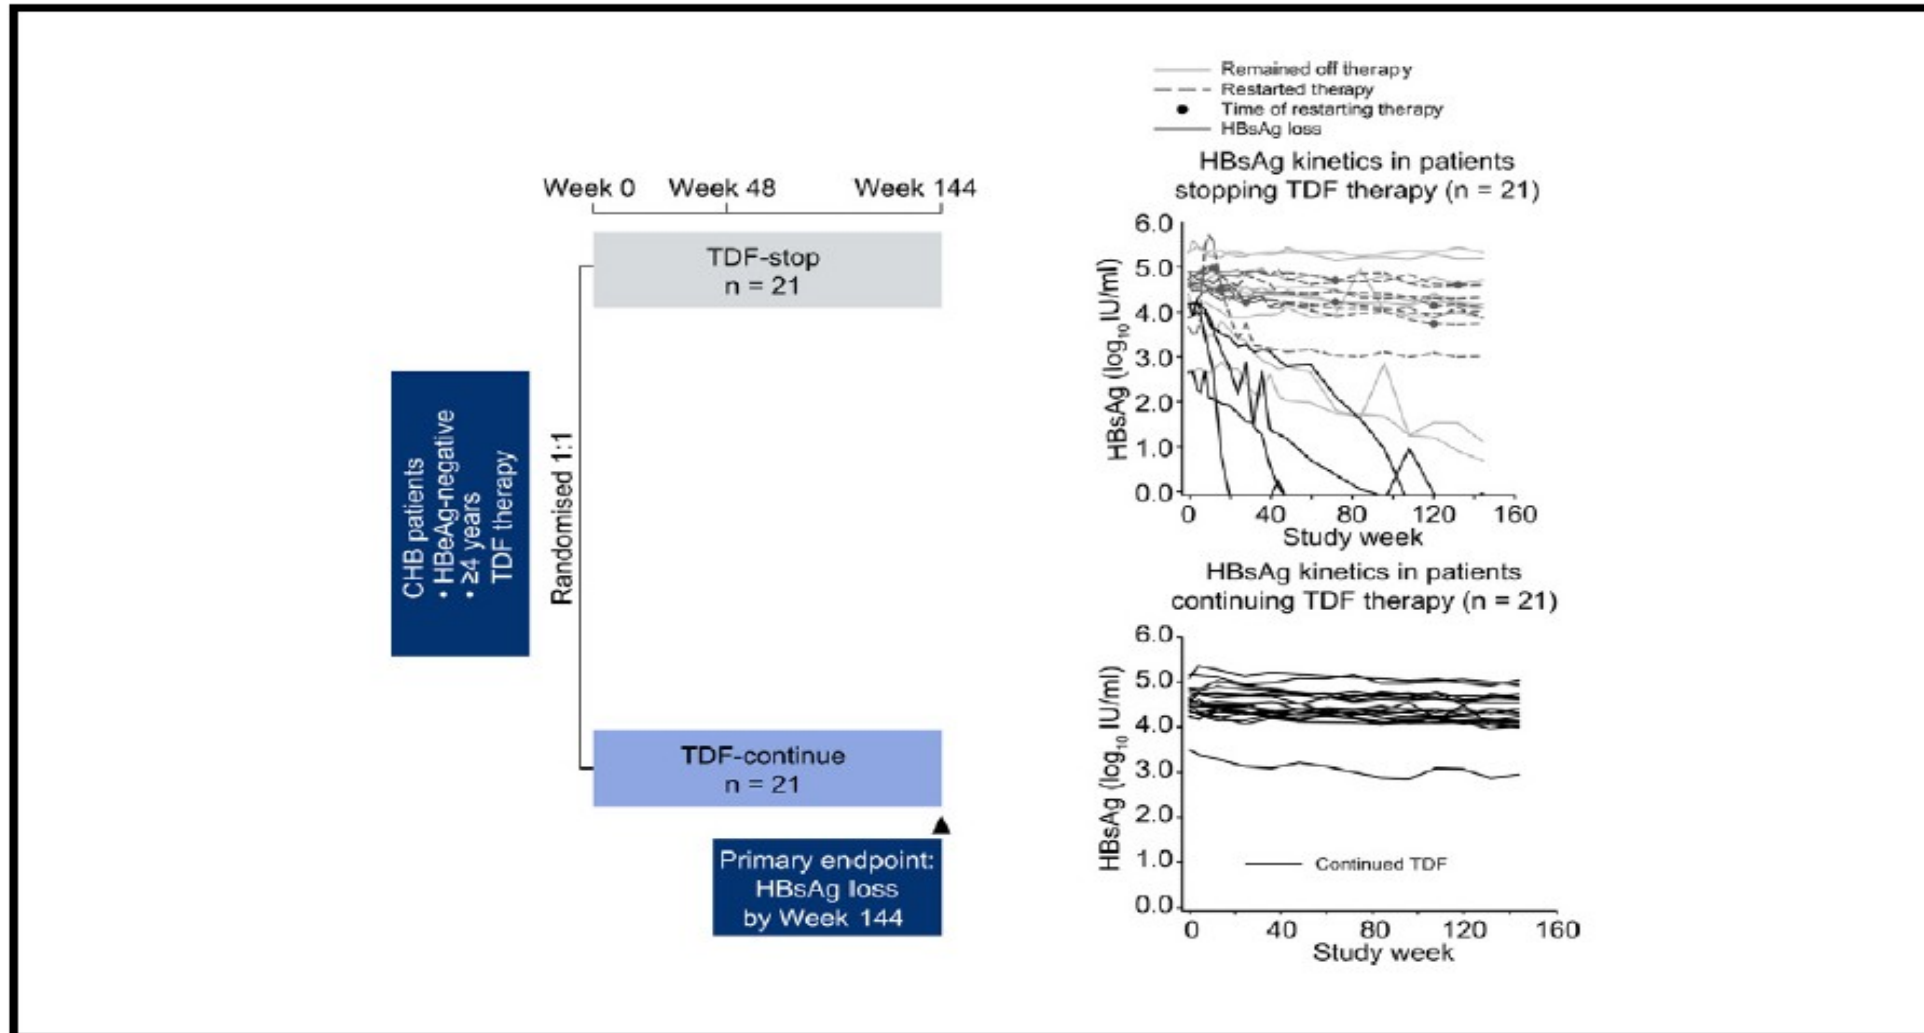 Week 0 Week 48 Week 144
TDF-stop
n = 21
CHB patients
• HBeAg-negative
• ≥4 years
TDF therapy
Randomised 1:1
TDF-continue
n = 21
Primary endpoint:
HBsAg loss
by Week 144
Remained off therapy
Restarted therapy
Time of restarting therapy
HBsAg loss
HBsAg kinetics in patients
stopping TDF therapy (n = 21)
HBsAg (log10 IU/ml)
6.0
5.0
4.0
3.0
2.0
1.0
0.0
0 40 80 120 160
Study week
HBsAg kinetics in patients
continuing TDF therapy (n = 21)
HBsAg (log10 IU/ml)
6.0
5.0
4.0
3.0
2.0
1.0
0.0
Continued TDF
0 40 80 120 160
Study week